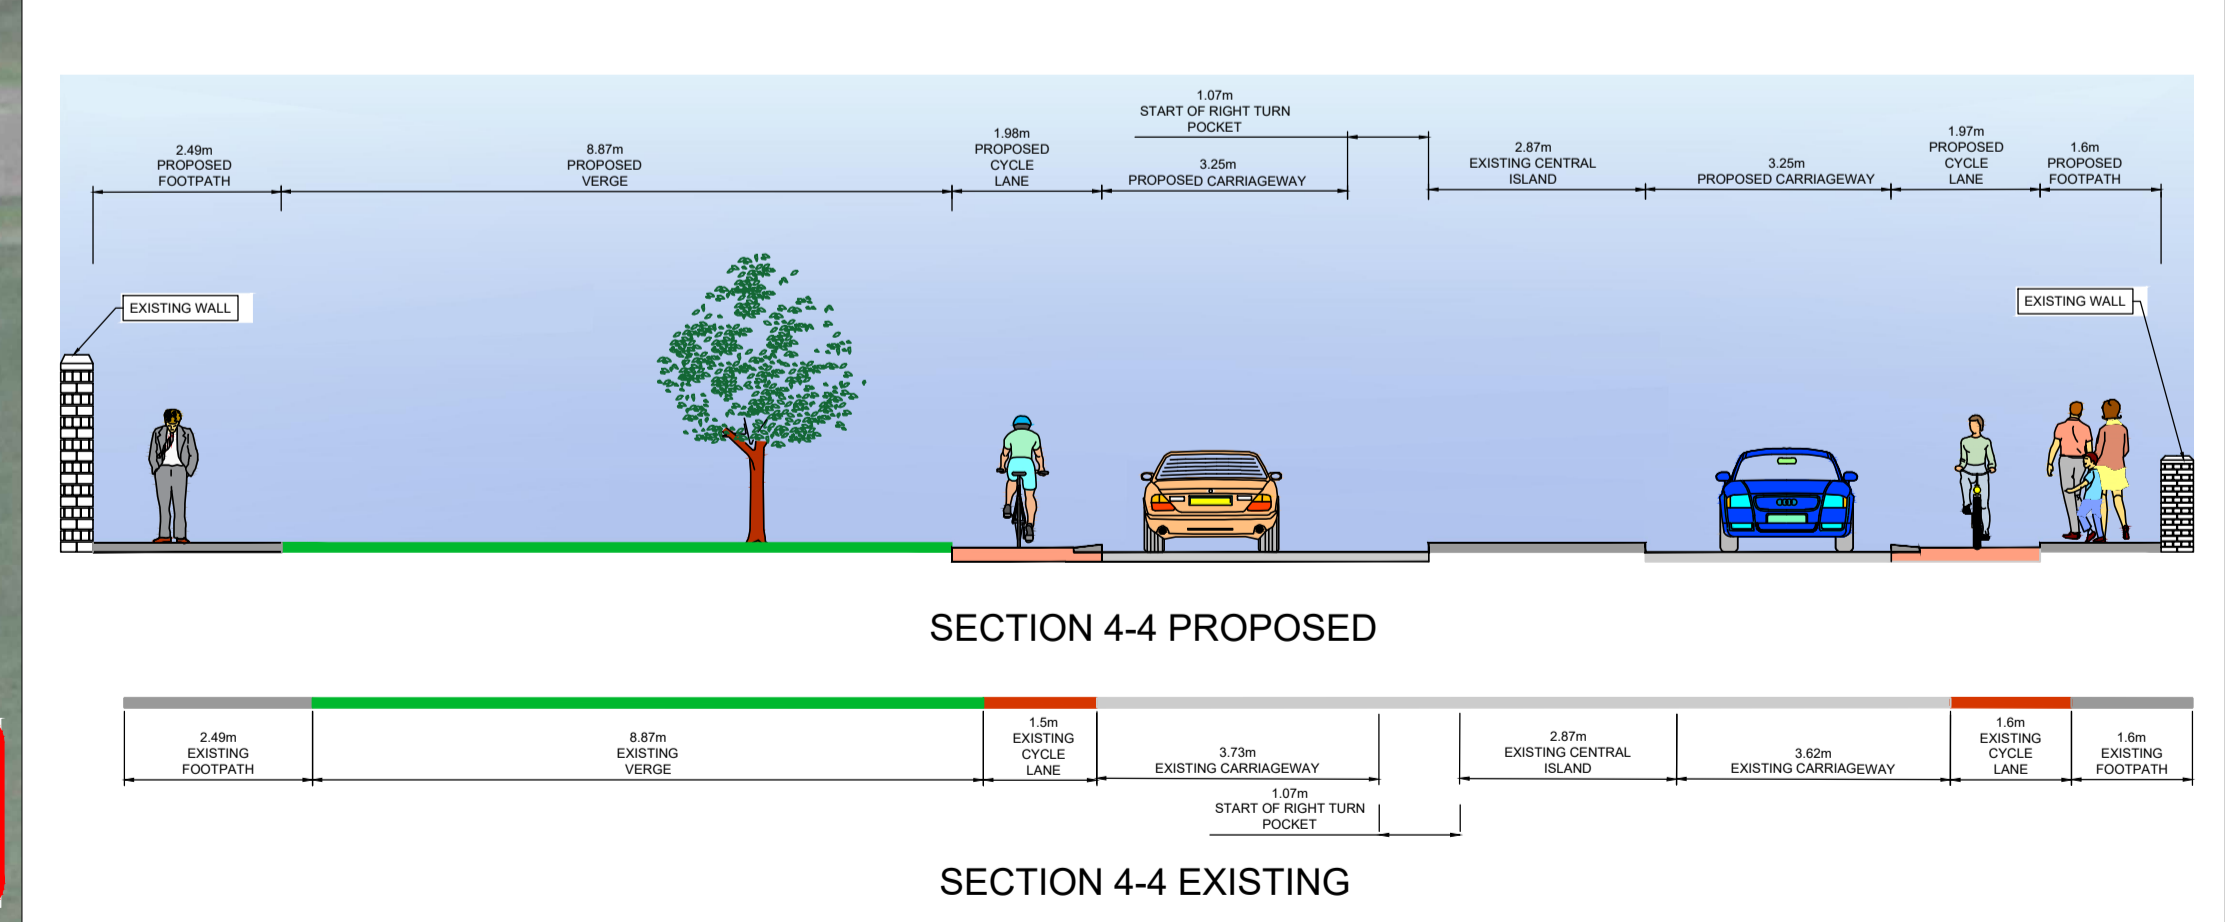 2.49m
PROPOSED
FOOTPATH
8.87m
PROPOSED
VERGE
1.98m
PROPOSED
CYCLE
LANE
1.07m
START OF RIGHT TURN
POCKET
3.25m
PROPOSED CARRIAGEWAY
2.87m
EXISTING CENTRAL
ISLAND
3.25m
PROPOSED CARRIAGEWAY
1.97m
PROPOSED
CYCLE
LANE
1.6m
PROPOSED
FOOTPATH
EXISTING WALL
EXISTING WALL
SECTION 4-4 PROPOSED
2.49m
EXISTING
FOOTPATH
8.87m
EXISTING
VERGE
1.5m
EXISTING
CYCLE
LANE
3.73m
EXISTING CARRIAGEWAY
1.07m
START OF RIGHT TURN
POCKET
2.87m
EXISTING CENTRAL
ISLAND
3.62m
EXISTING CARRIAGEWAY
1.6m
EXISTING
CYCLE
LANE
1.6m
EXISTING
FOOTPATH
SECTION 4-4 EXISTING